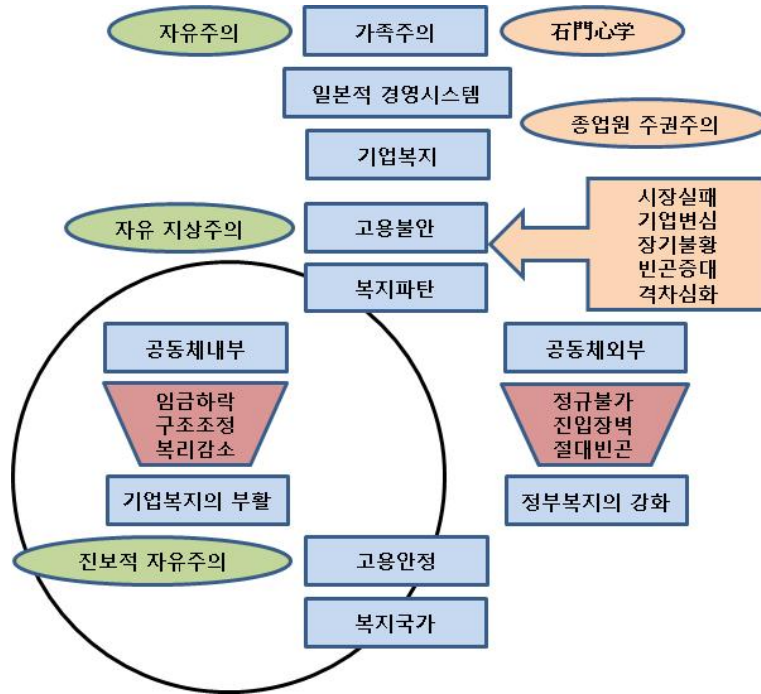 자유주의
가족주의
石門心学
일본적 경영시스템
종업원 주권주의
기업복지
시장실패
기업변심
장기불황
빈곤증대
격차심화
자유 지상주의
고용불안
복지파탄
공동체내부
공동체외부
임금하락
구조조정
복리감소
정규불가
진입장벽
절대빈곤
기업복지의 부활
정부복지의 강화
진보적 자유주의
고용안정
복지국가